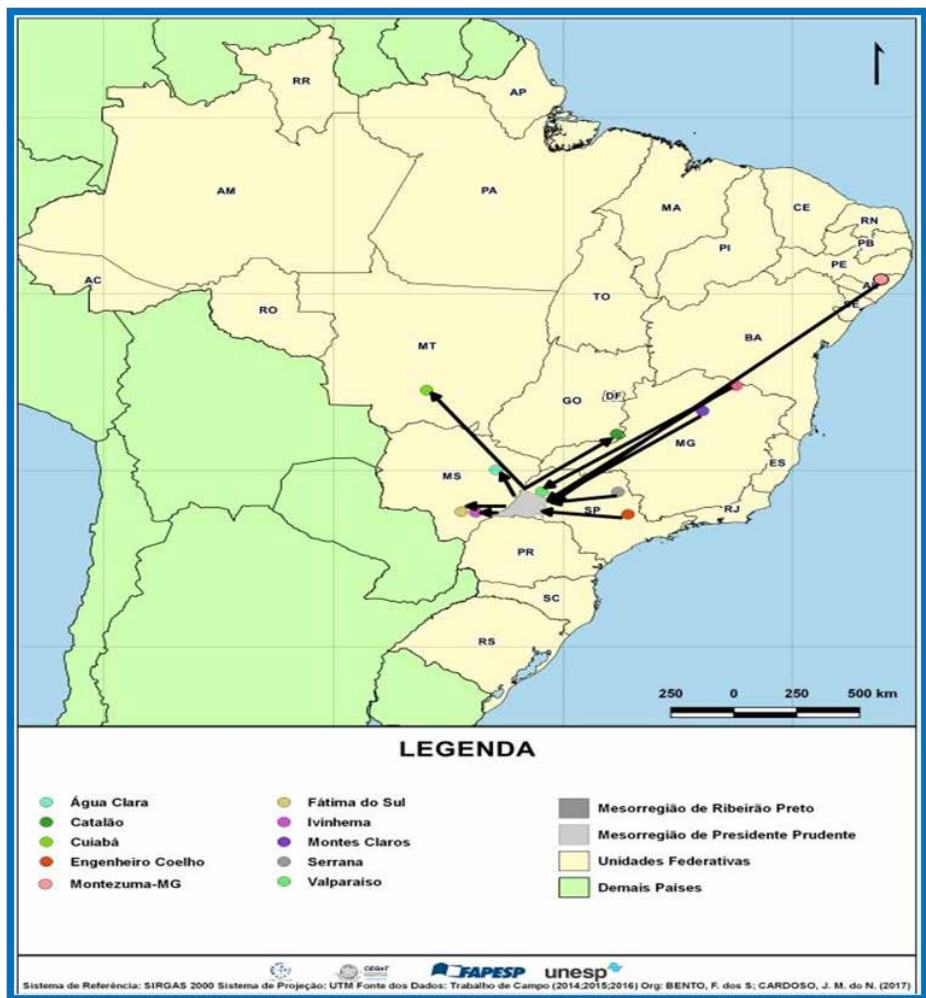 RR
AP
AM
PA
MA
CE
RN
PB
PI
PE
AL
SE
AC
TO
RO
BA
MT
GO
DF
MG
MS
ES
SP
RJ
PR
SC
RS
250 0 250 500 km
LEGENDA
Água Clara
Catalão
Cuiabá
Engenheiro Coelho
Montezuma-MG
Fátima do Sul
Ivinhema
Montes Claros
Serrana
Valparaiso
Mesorregião de Ribeirão Preto
Mesorregião de Presidente Prudente
Unidades Federativas
Demais Países
CEGeT FAPESP unesp
Sistema de Referência: SIRGAS 2000 Sistema de Projeção: UTM Fonte dos Dados: Trabalho de Campo (2014;2015;2016) Org: BENTO, F. dos S; CARDOSO, J. M. do N. (2017)